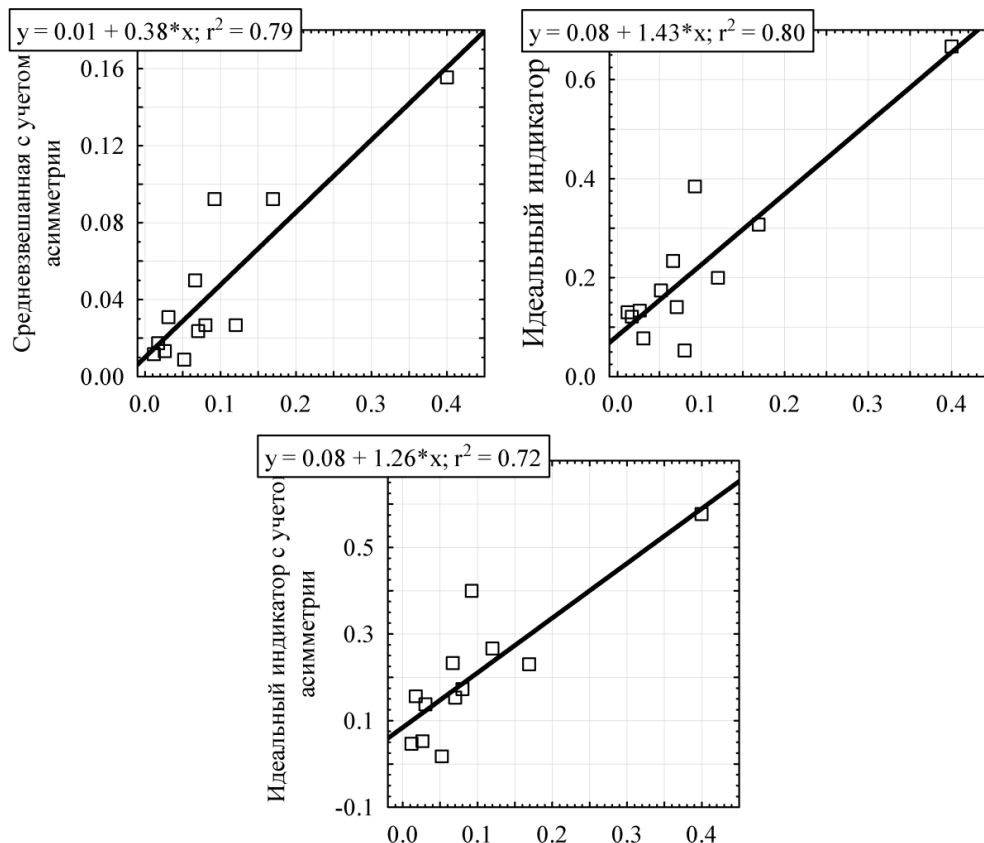 y = 0.01 + 0.38*x; r² = 0.79
Средневзвешанная с учетом
асимметрии
0.16
0.12
0.08
0.04
0.00
0.0 0.1 0.2 0.3 0.4
y = 0.08 + 1.43*x; r² = 0.80
Идеальный индикатор
0.6
0.4
0.2
0.0
0.0 0.1 0.2 0.3 0.4
y = 0.08 + 1.26*x; r² = 0.72
Идеальный индикатор с учетом
асимметрии
0.5
0.3
0.1
-0.1
0.0 0.1 0.2 0.3 0.4